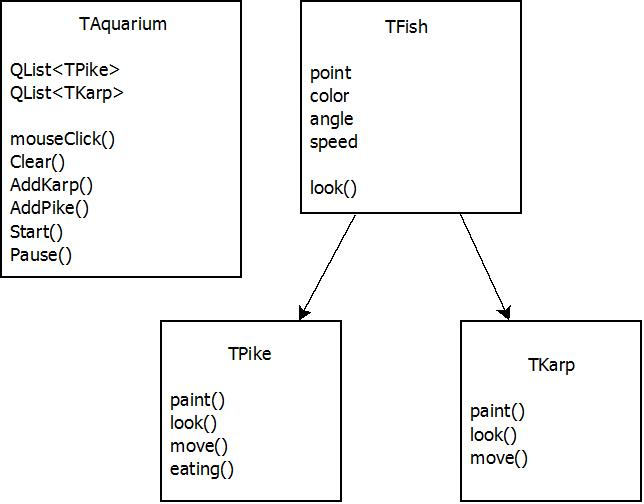 TAquarium
QList<TPike>
QList<TKarp>
mouseClick()
Clear()
AddKarp()
AddPike()
Start()
Pause()
TFish
point
color
angle
speed
look()
TPike
paint()
look()
move()
eating()
TKarp
paint()
look()
move()